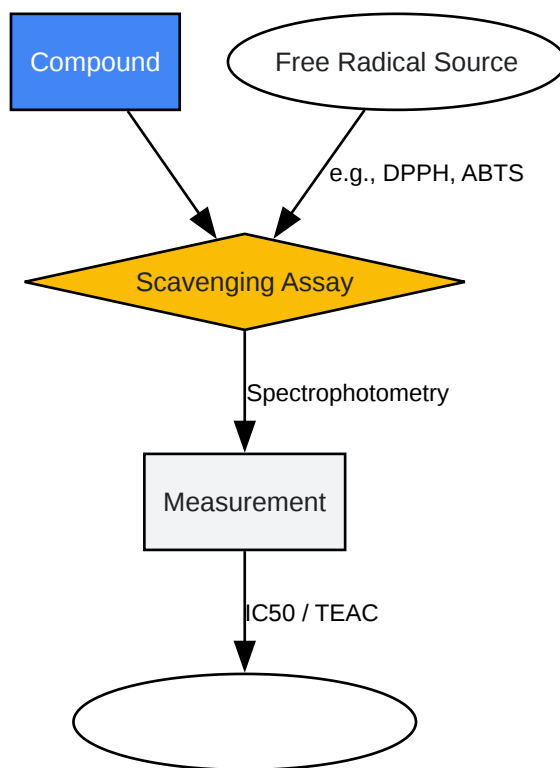 Compound
Free Radical Source
e.g., DPPH, ABTS
Scavenging Assay
Spectrophotometry
Measurement
IC50 / TEAC